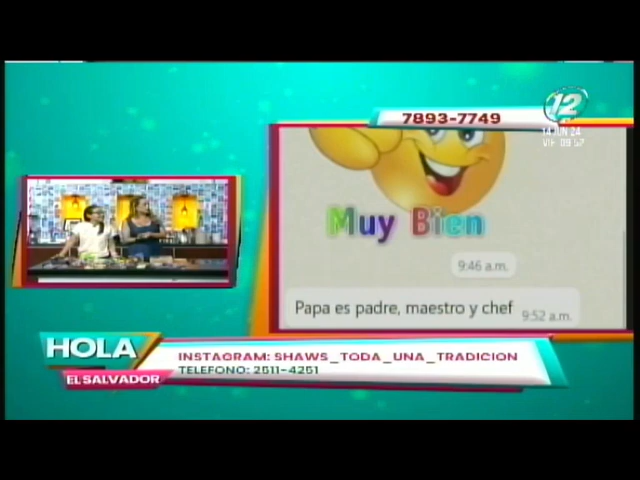 12
7893-7749
14 JUN 24
VIE 09:52
Muy Bien
9:46 a.m.
Papa es padre, maestro y chef
9:52 a.m.
HOLA
EL SALVADOR
INSTAGRAM: SHAWS_TODA_UNA_TRADICION
TELEFONO: 2511-4251